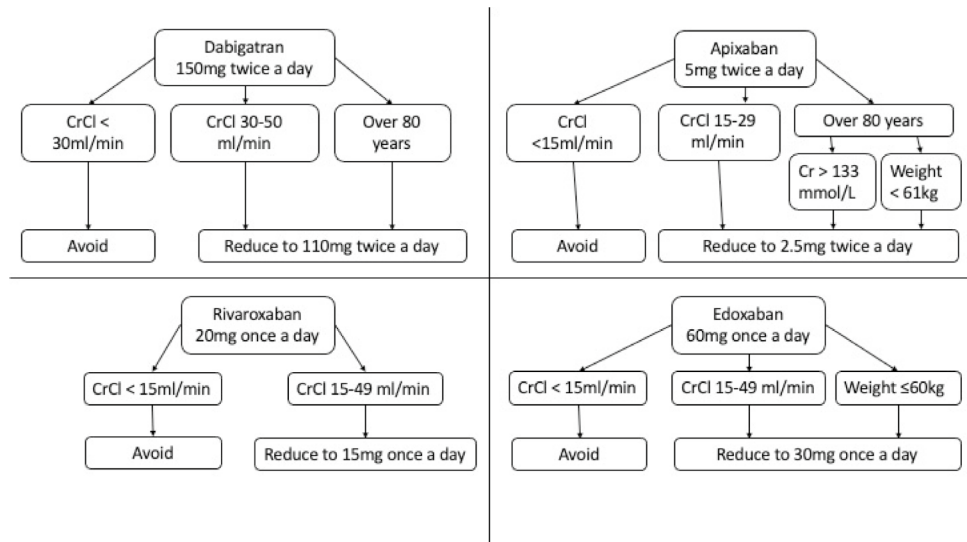 Dabigatran
150mg twice a day
CrCl <
30ml/min
CrCl 30-50
ml/min
Over 80
years
Avoid
Reduce to 110mg twice a day
Apixaban
5mg twice a day
CrCl
<15ml/min
CrCl 15-29
ml/min
Over 80 years
Cr > 133
mmol/L
Weight
< 61kg
Avoid
Reduce to 2.5mg twice a day
Rivaroxaban
20mg once a day
CrCl < 15ml/min
CrCl 15-49 ml/min
Avoid
Reduce to 15mg once a day
Edoxaban
60mg once a day
CrCl < 15ml/min
CrCl 15-49 ml/min
Weight ≤60kg
Avoid
Reduce to 30mg once a day